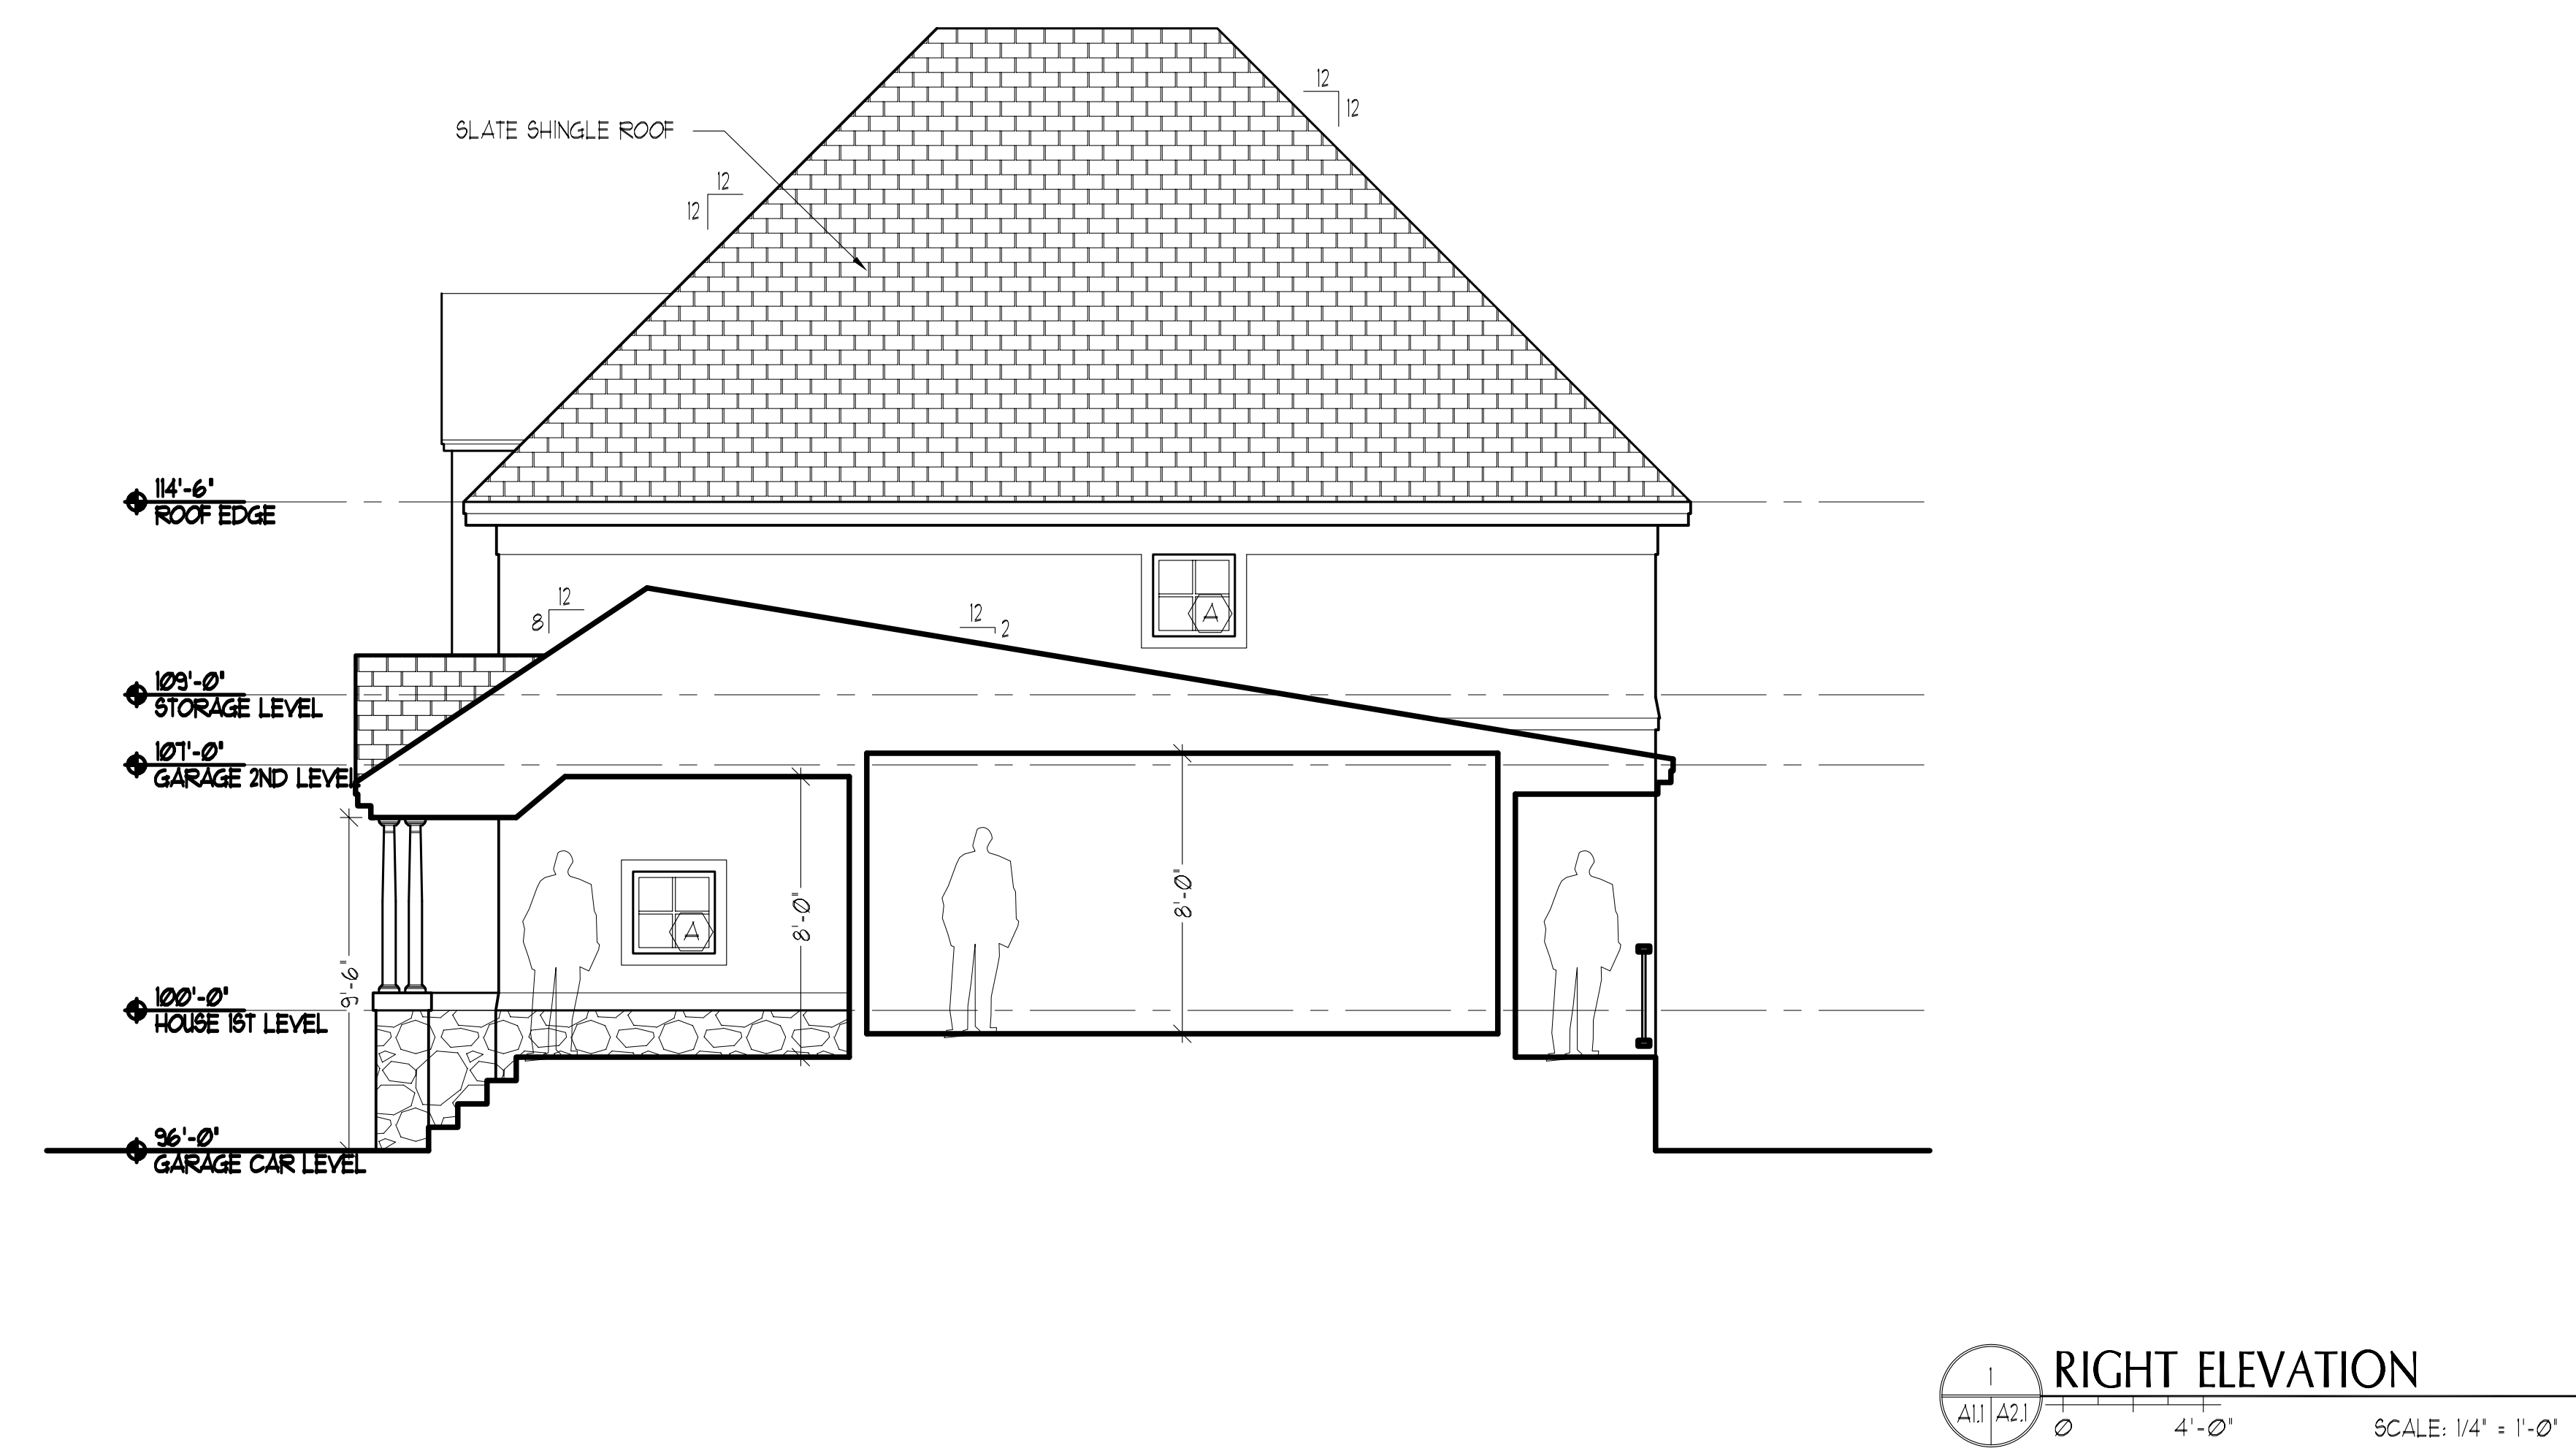 12
12
SLATE SHINGLE ROOF
12
12
114'-6"
ROOF EDGE
12
8
12
2
A
109'-0"
STORAGE LEVEL
107'-0"
GARAGE 2ND LEVEL
8'-0"
8'-0"
A
9'-6"
100'-0"
HOUSE 1ST LEVEL
96'-0"
GARAGE CAR LEVEL
1
RIGHT ELEVATION
A1.1 A2.1
0 4'-0" SCALE: 1/4" = 1'-0"